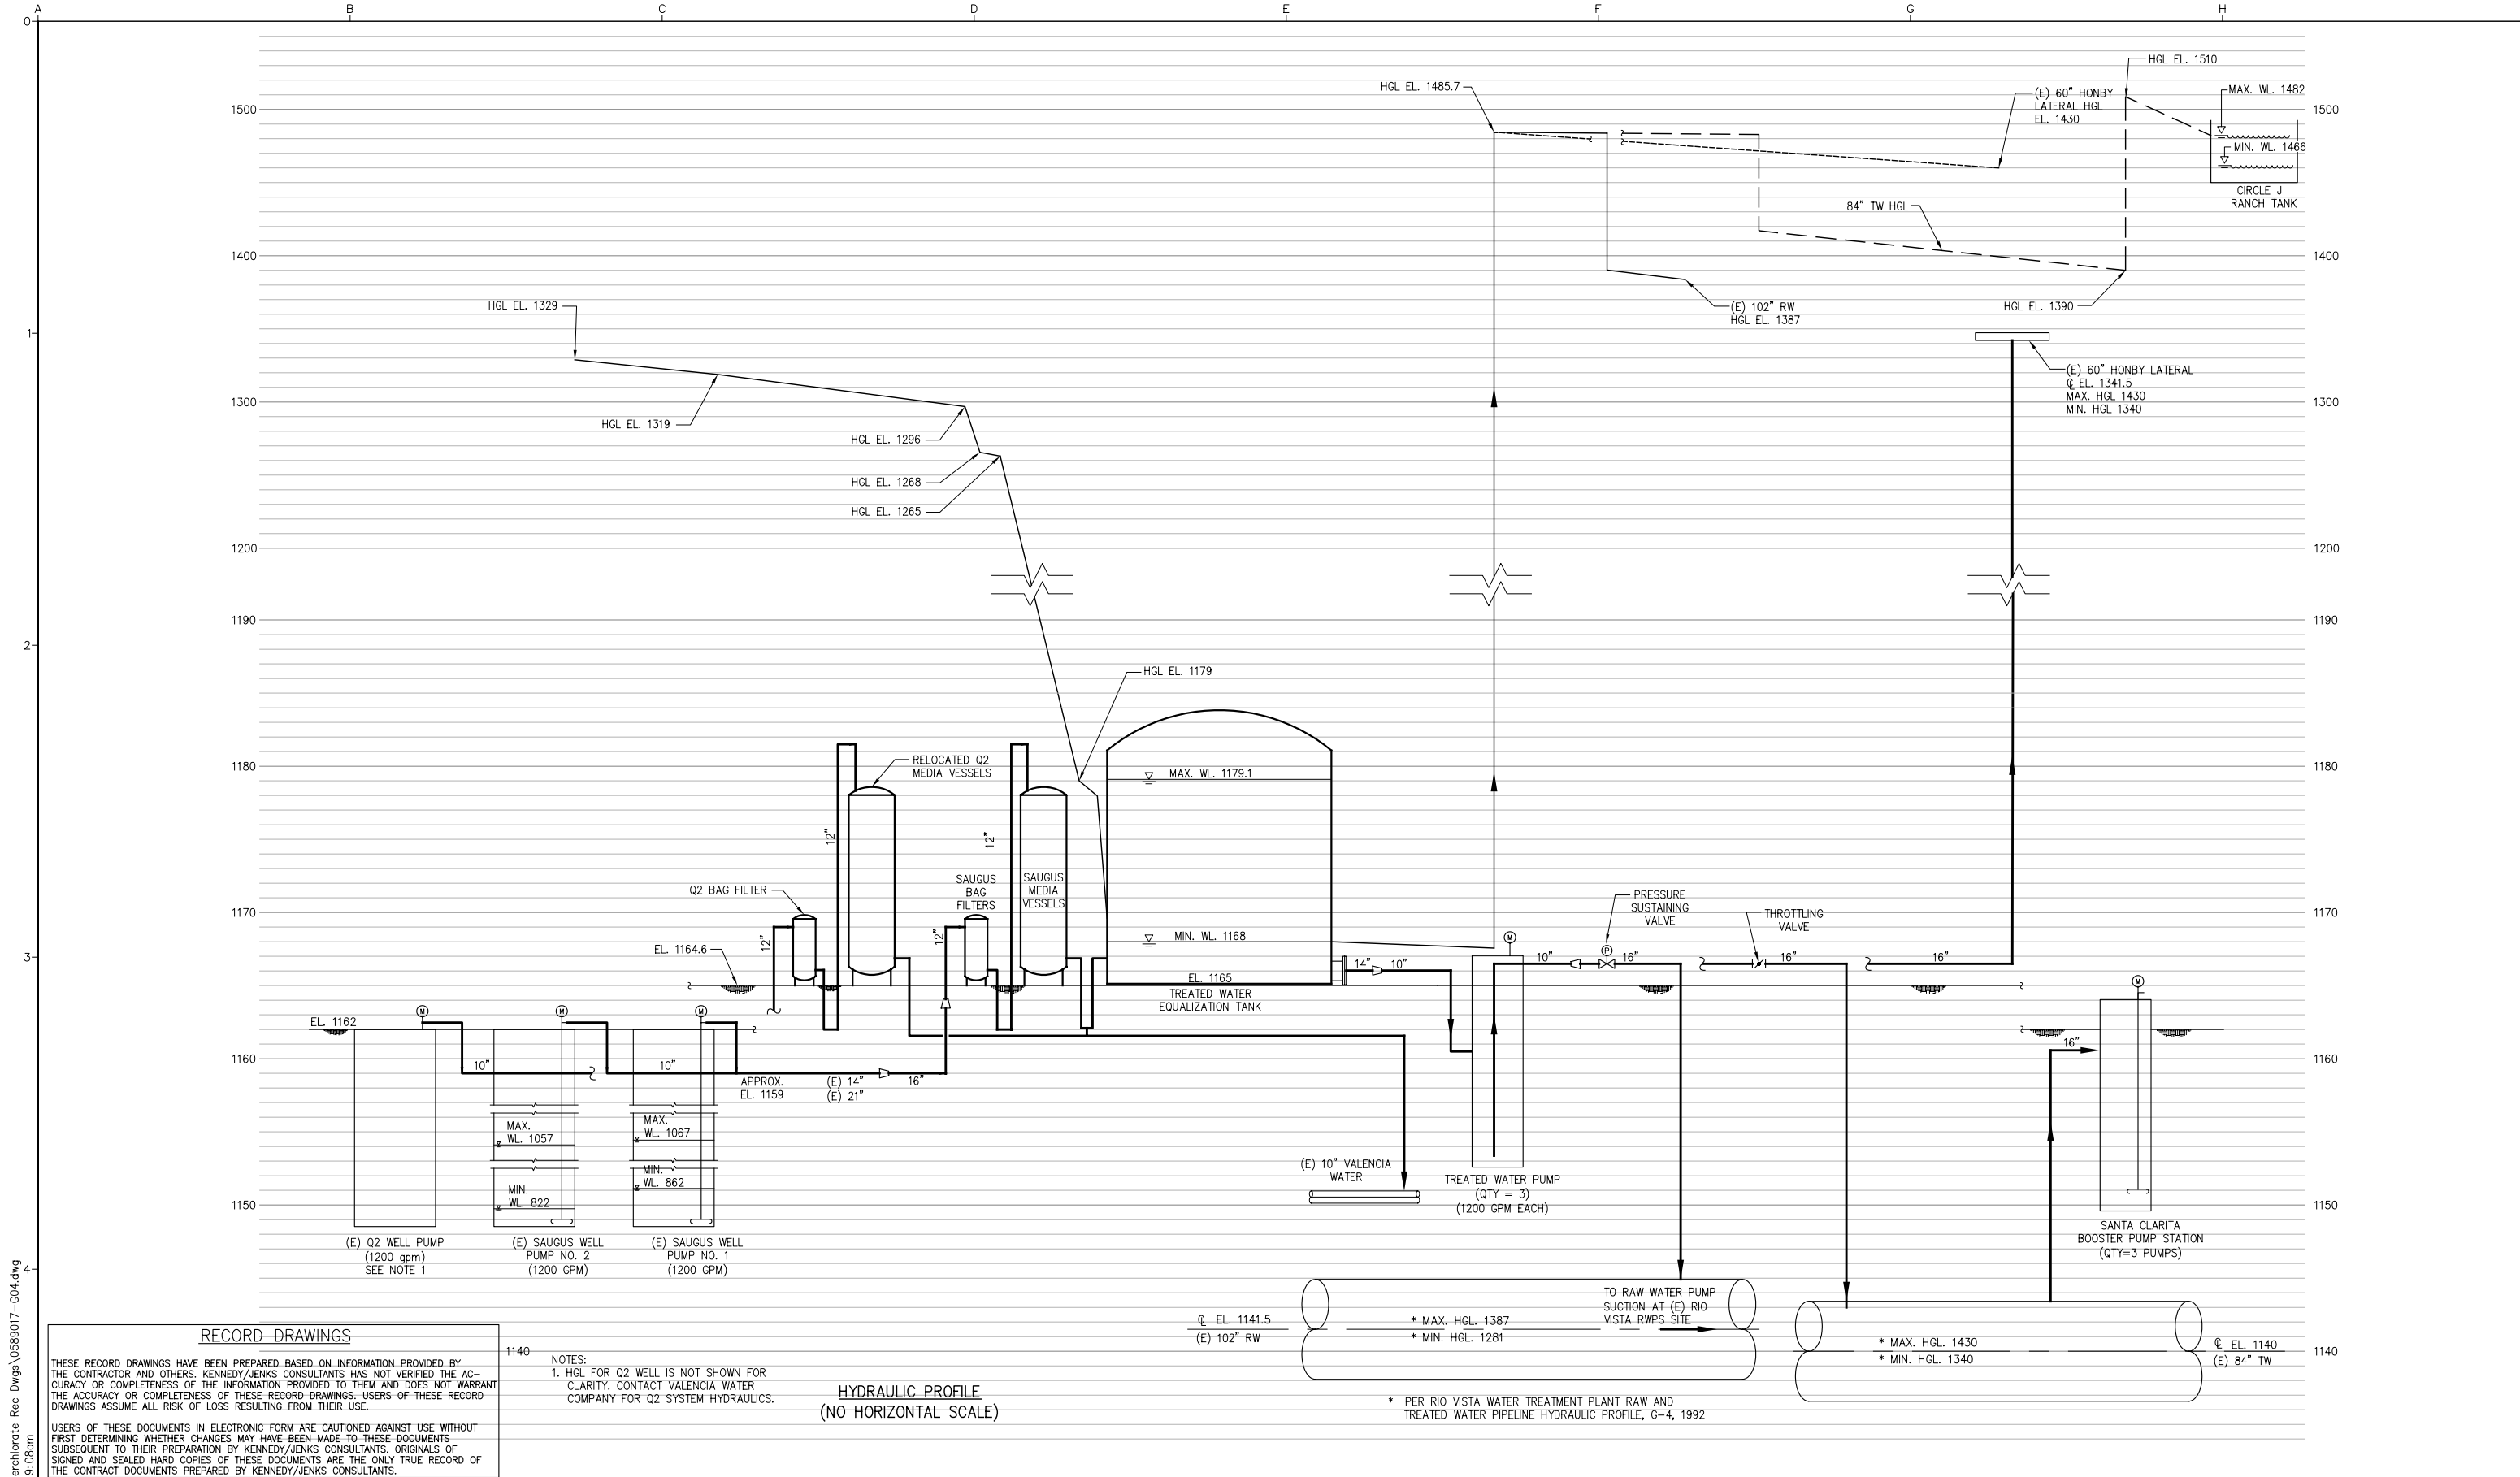 A
B
C
D
E
F
G
H
0
1
2
3
4
HGL EL. 1510
HGL EL. 1485.7
(E) 60" HONBY
LATERAL HGL
EL. 1430
MAX. WL. 1482
MIN. WL. 1466
CIRCLE J
RANCH TANK
1500
1500
84" TW HGL
1400
1400
HGL EL. 1329
(E) 102" RW
HGL EL. 1387
HGL EL. 1390
(E) 60" HONBY LATERAL
℄ EL. 1341.5
MAX. HGL 1430
MIN. HGL 1340
1300
1300
HGL EL. 1319
HGL EL. 1296
HGL EL. 1268
HGL EL. 1265
1200
1200
1190
1190
HGL EL. 1179
RELOCATED Q2
MEDIA VESSELS
1180
1180
MAX. WL. 1179.1
12"
12"
Q2 BAG FILTER
SAUGUS
BAG
FILTERS
SAUGUS
MEDIA
VESSELS
PRESSURE
SUSTAINING
VALVE
THROTTLING
VALVE
1170
1170
12"
12"
MIN. WL. 1168
M
P
EL. 1164.6
14"
10"
10"
16"
16"
16"
EL. 1165
TREATED WATER
EQUALIZATION TANK
M
EL. 1162
M
M
M
16"
1160
1160
10"
10"
APPROX.
EL. 1159
(E) 14"
(E) 21"
16"
MAX.
WL. 1057
MAX.
WL. 1067
MIN.
WL. 822
MIN.
WL. 862
(E) 10" VALENCIA
WATER
TREATED WATER PUMP
(QTY = 3)
(1200 GPM EACH)
1150
1150
SANTA CLARITA
BOOSTER PUMP STATION
(QTY=3 PUMPS)
(E) Q2 WELL PUMP
(1200 gpm)
SEE NOTE 1
(E) SAUGUS WELL
PUMP NO. 2
(1200 GPM)
(E) SAUGUS WELL
PUMP NO. 1
(1200 GPM)
TO RAW WATER PUMP
SUCTION AT (E) RIO
VISTA RWPS SITE
℄ EL. 1141.5
(E) 102" RW
* MAX. HGL. 1387
* MIN. HGL. 1281
* MAX. HGL. 1430
* MIN. HGL. 1340
℄ EL. 1140
(E) 84" TW
1140
1140
RECORD DRAWINGS
THESE RECORD DRAWINGS HAVE BEEN PREPARED BASED ON INFORMATION PROVIDED BY
THE CONTRACTOR AND OTHERS. KENNEDY/JENKS CONSULTANTS HAS NOT VERIFIED THE AC-
CURACY OR COMPLETENESS OF THE INFORMATION PROVIDED TO THEM AND DOES NOT WARRANT
THE ACCURACY OR COMPLETENESS OF THESE RECORD DRAWINGS. USERS OF THESE RECORD
DRAWINGS ASSUME ALL RISK OF LOSS RESULTING FROM THEIR USE.
USERS OF THESE DOCUMENTS IN ELECTRONIC FORM ARE CAUTIONED AGAINST USE WITHOUT
FIRST DETERMINING WHETHER CHANGES MAY HAVE BEEN MADE TO THESE DOCUMENTS
SUBSEQUENT TO THEIR PREPARATION BY KENNEDY/JENKS CONSULTANTS. ORIGINALS OF
SIGNED AND SEALED HARD COPIES OF THESE DOCUMENTS ARE THE ONLY TRUE RECORD OF
THE CONTRACT DOCUMENTS PREPARED BY KENNEDY/JENKS CONSULTANTS.
NOTES:
1. HGL FOR Q2 WELL IS NOT SHOWN FOR
CLARITY. CONTACT VALENCIA WATER
COMPANY FOR Q2 SYSTEM HYDRAULICS.
HYDRAULIC PROFILE
(NO HORIZONTAL SCALE)
* PER RIO VISTA WATER TREATMENT PLANT RAW AND
TREATED WATER PIPELINE HYDRAULIC PROFILE, G-4, 1992
erchlorate Rec Dwgs\0589017-G04.dwg
9:08am